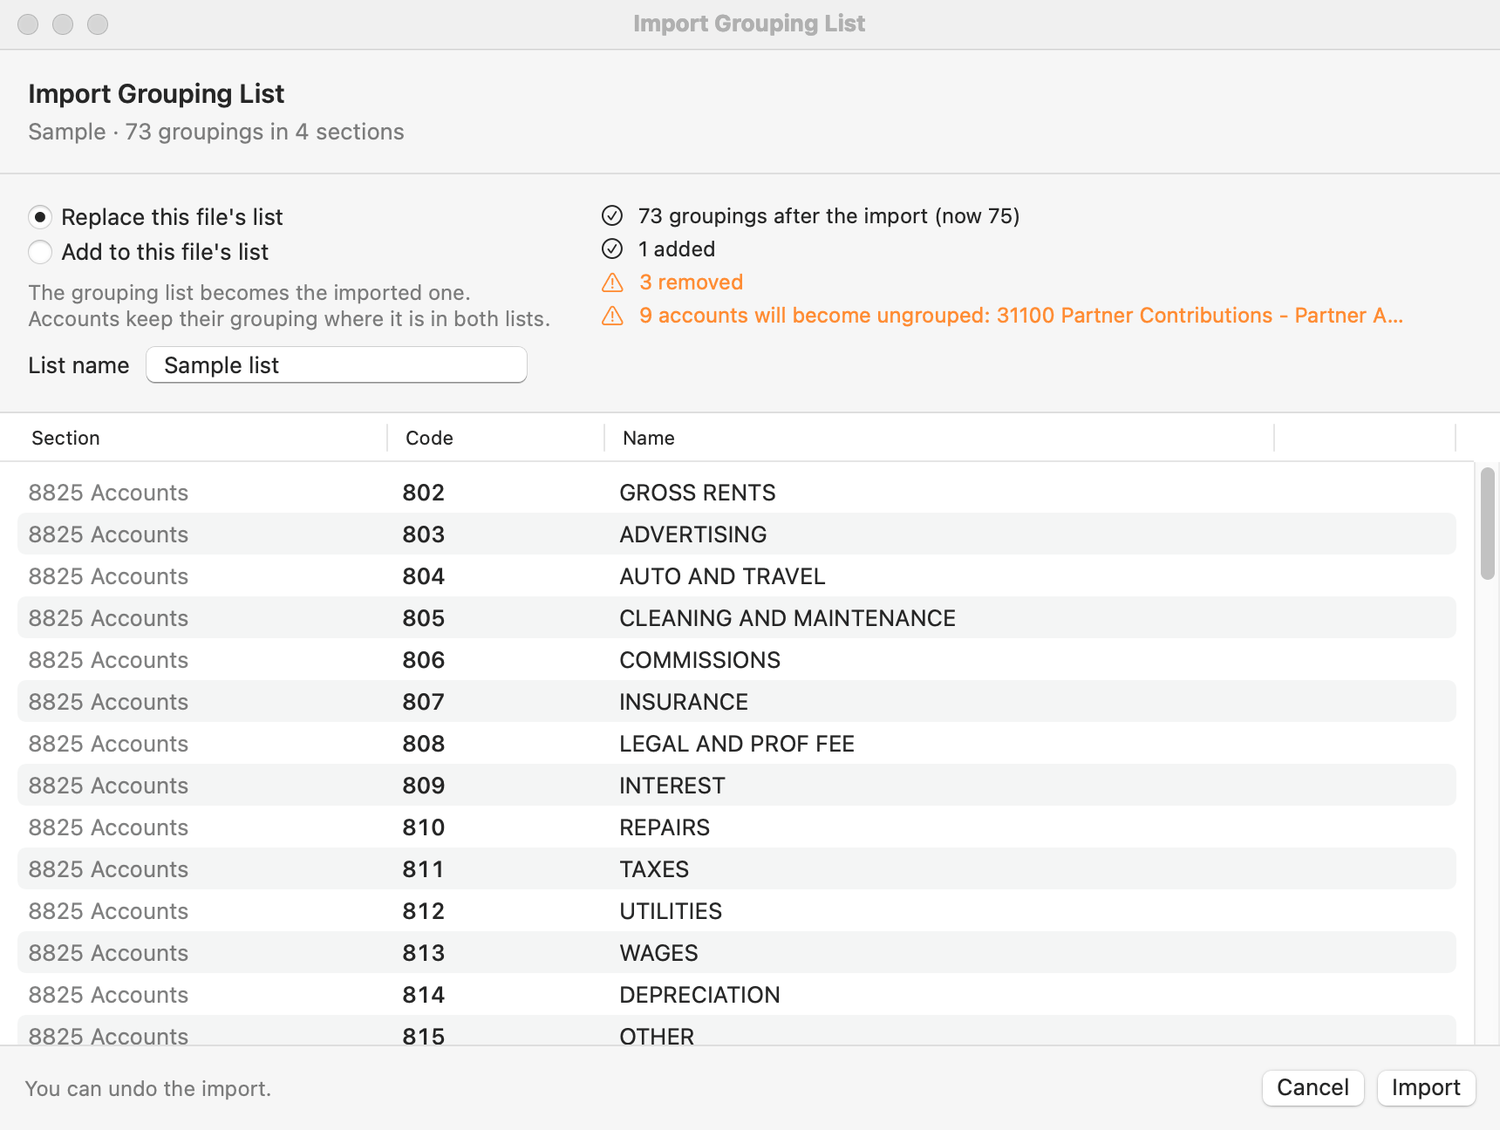 Import Grouping List
Import Grouping List
Sample · 73 groupings in 4 sections
Replace this file's list
Add to this file's list
The grouping list becomes the imported one.
Accounts keep their grouping where it is in both lists.
List name Sample list
73 groupings after the import (now 75)
1 added
3 removed
9 accounts will become ungrouped: 31100 Partner Contributions - Partner A...
Section Code Name
8825 Accounts 802 GROSS RENTS
8825 Accounts 803 ADVERTISING
8825 Accounts 804 AUTO AND TRAVEL
8825 Accounts 805 CLEANING AND MAINTENANCE
8825 Accounts 806 COMMISSIONS
8825 Accounts 807 INSURANCE
8825 Accounts 808 LEGAL AND PROF FEE
8825 Accounts 809 INTEREST
8825 Accounts 810 REPAIRS
8825 Accounts 811 TAXES
8825 Accounts 812 UTILITIES
8825 Accounts 813 WAGES
8825 Accounts 814 DEPRECIATION
8825 Accounts 815 OTHER
You can undo the import.
Cancel Import